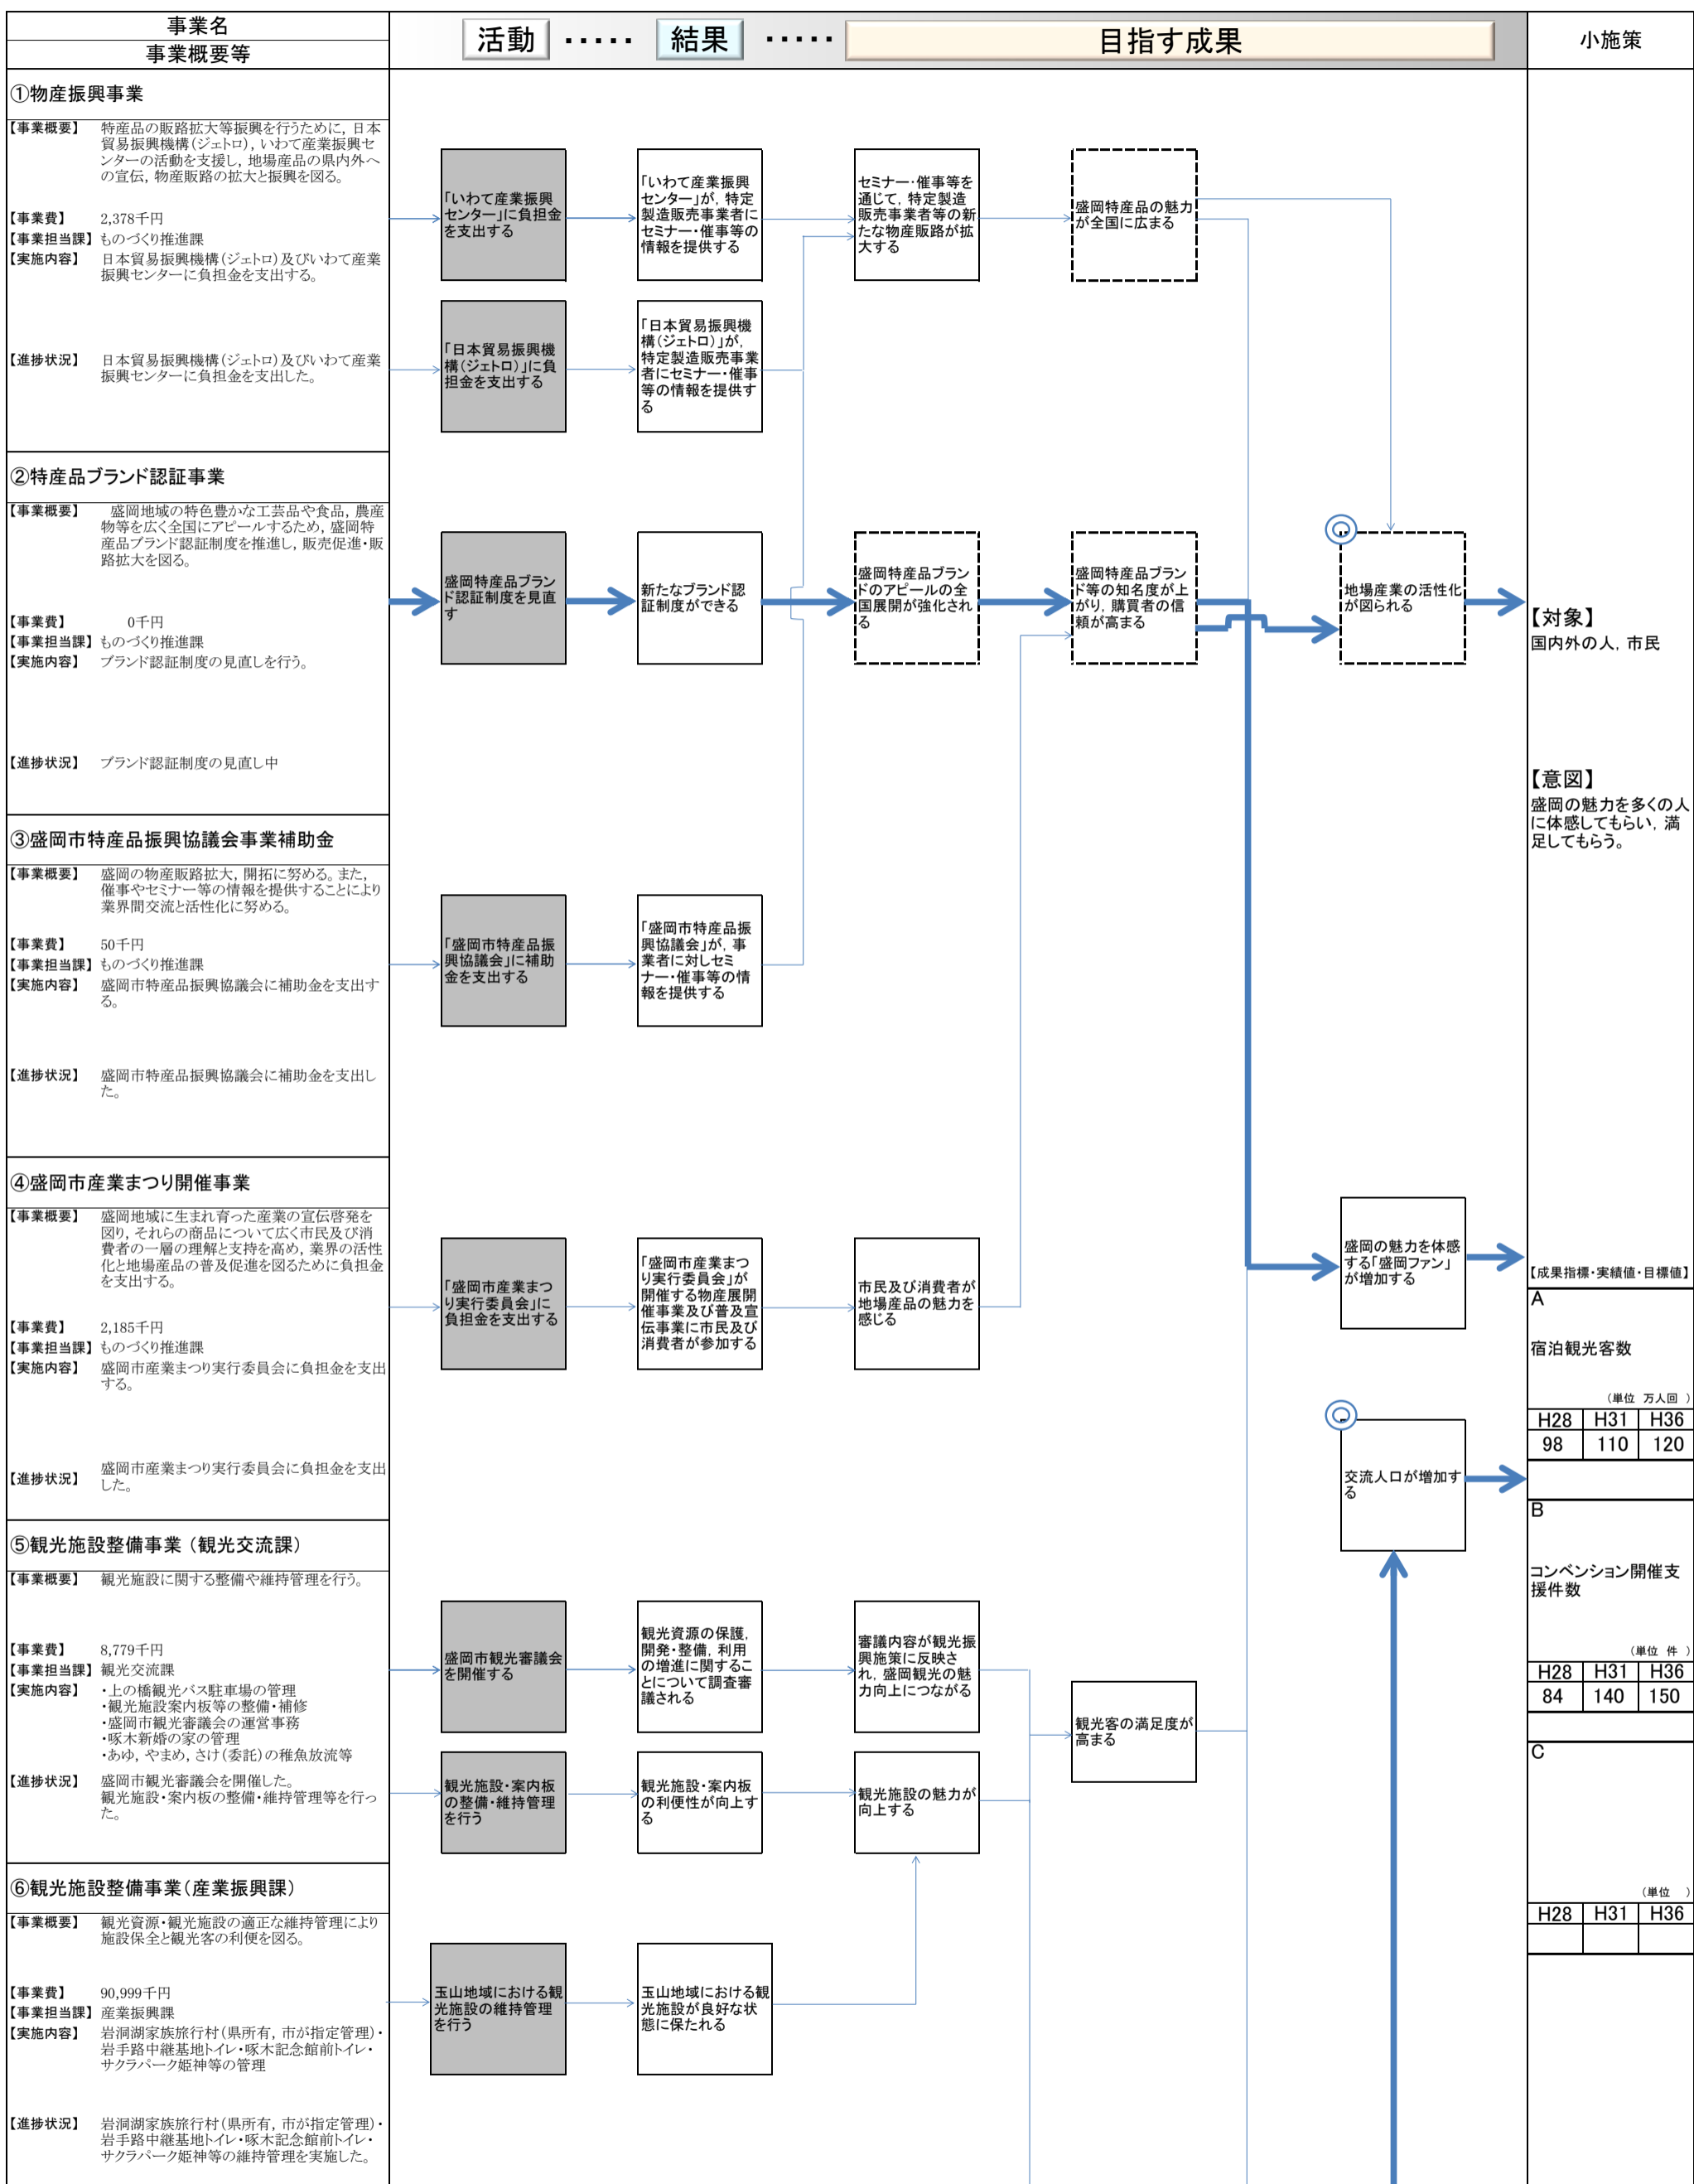 事業名
事業概要等
活動
・・・・・
結果
・・・・・
目指す成果
小施策
①物産振興事業
【事業概要】 特産品の販路拡大等振興を行うために，日本
貿易振興機構（ジェトロ），いわて産業振興セ
ンターの活動を支援し，地場産品の県内外へ
の宣伝，物産販路の拡大と振興を図る。
【事業費】 2,378千円
【事業担当課】 ものづくり推進課
【実施内容】 日本貿易振興機構（ジェトロ）及びいわて産業
振興センターに負担金を支出する。
【進捗状況】 日本貿易振興機構（ジェトロ）及びいわて産業
振興センターに負担金を支出した。
「いわて産業振興
センター」に負担金
を支出する
「いわて産業振興
センター」が，特定
製造販売事業者に
セミナー・催事等の
情報を提供する
セミナー・催事等を
通じて，特定製造
販売事業者等の新
たな物産販路が拡
大する
盛岡特産品の魅力
が全国に広まる
「日本貿易振興機
構（ジェトロ）」に負
担金を支出する
「日本貿易振興機
構（ジェトロ）」が，
特定製造販売事業
者にセミナー・催事
等の情報を提供す
る
②特産品ブランド認証事業
【事業概要】 盛岡地域の特色豊かな工芸品や食品，農産
物等を広く全国にアピールするため，盛岡特
産品ブランド認証制度を推進し，販売促進・販
路拡大を図る。
【事業費】 0千円
【事業担当課】 ものづくり推進課
【実施内容】 ブランド認証制度の見直しを行う。
【進捗状況】 ブランド認証制度の見直し中
盛岡特産品ブラン
ド認証制度を見直
す
新たなブランド認
証制度ができる
盛岡特産品ブラン
ドのアピールの全
国展開が強化され
る
盛岡特産品ブラン
ド等の知名度が上
がり，購買者の信
頼が高まる
◎
地場産業の活性化
が図られる
【対象】
国内外の人，市民
【意図】
盛岡の魅力を多くの人
に体感してもらい，満
足してもらう。
③盛岡市特産品振興協議会事業補助金
【事業概要】 盛岡の物産販路拡大，開拓に努める。また，
催事やセミナー等の情報を提供することにより
業界間交流と活性化に努める。
【事業費】 50千円
【事業担当課】 ものづくり推進課
【実施内容】 盛岡市特産品振興協議会に補助金を支出す
る。
【進捗状況】 盛岡市特産品振興協議会に補助金を支出し
た。
「盛岡市特産品振
興協議会」に補助
金を支出する
「盛岡市特産品振
興協議会」が，事
業者に対しセミ
ナー・催事等の情
報を提供する
④盛岡市産業まつり開催事業
【事業概要】 盛岡地域に生まれ育った産業の宣伝啓発を
図り，それらの商品について広く市民及び消
費者の一層の理解と支持を高め，業界の活性
化と地場産品の普及促進を図るために負担金
を支出する。
【事業費】 2,185千円
【事業担当課】 ものづくり推進課
【実施内容】 盛岡市産業まつり実行委員会に負担金を支出
する。
【進捗状況】 盛岡市産業まつり実行委員会に負担金を支出
した。
「盛岡市産業まつ
り実行委員会」に
負担金を支出する
「盛岡市産業まつ
り実行委員会」が
開催する物産展開
催事業及び普及宣
伝事業に市民及び
消費者が参加する
市民及び消費者が
地場産品の魅力を
感じる
盛岡の魅力を体感
する「盛岡ファン」
が増加する
◎
交流人口が増加す
る
【成果指標・実績値・目標値】
A
宿泊観光客数
（単位 万人回 ）
H28 H31 H36
98 110 120
B
コンベンション開催支
援件数
（単位 件 ）
H28 H31 H36
84 140 150
C
（単位 ）
H28 H31 H36
⑤観光施設整備事業（観光交流課）
【事業概要】 観光施設に関する整備や維持管理を行う。
【事業費】 8,779千円
【事業担当課】 観光交流課
【実施内容】 ・上の橋観光バス駐車場の管理
・観光施設案内板等の整備・補修
・盛岡市観光審議会の運営事務
・啄木新婚の家の管理
・あゆ，やまめ，さけ（委託）の稚魚放流等
【進捗状況】 盛岡市観光審議会を開催した。
観光施設・案内板の整備・維持管理等を行っ
た。
盛岡市観光審議会
を開催する
観光資源の保護，
開発・整備，利用
の増進に関するこ
とについて調査審
議される
審議内容が観光振
興施策に反映さ
れ，盛岡観光の魅
力向上につながる
観光客の満足度が
高まる
観光施設・案内板
の整備・維持管理
を行う
観光施設・案内板
の利便性が向上す
る
観光施設の魅力が
向上する
⑥観光施設整備事業（産業振興課）
【事業概要】 観光資源・観光施設の適正な維持管理により
施設保全と観光客の利便を図る。
【事業費】 90,999千円
【事業担当課】 産業振興課
【実施内容】 岩洞湖家族旅行村（県所有，市が指定管理）・
岩手路中継基地トイレ・啄木記念館前トイレ・
サクラパーク姫神等の管理
【進捗状況】 岩洞湖家族旅行村（県所有，市が指定管理）・
岩手路中継基地トイレ・啄木記念館前トイレ・
サクラパーク姫神等の維持管理を実施した。
玉山地域における観
光施設の維持管理
を行う
玉山地域における観
光施設が良好な状
態に保たれる